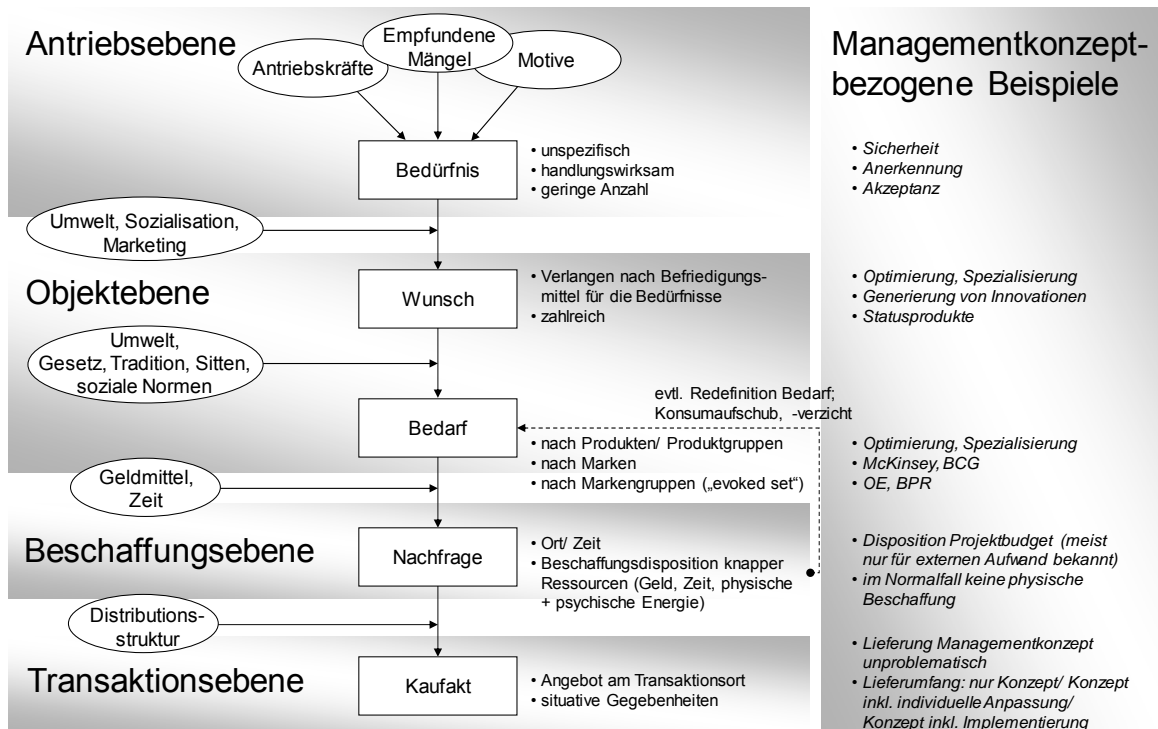 Antriebsebene
Empfundene
Mängel
Antriebskräfte
Motive
Managementkonzept-
bezogene Beispiele
Bedürfnis
• unspezifisch
• handlungswirksam
• geringe Anzahl
• Sicherheit
• Anerkennung
• Akzeptanz
Umwelt, Sozialisation,
Marketing
Objektebene
Wunsch
• Verlangen nach Befriedigungs-
mittel für die Bedürfnisse
• zahlreich
• Optimierung, Spezialisierung
• Generierung von Innovationen
• Statusprodukte
Umwelt,
Gesetz, Tradition, Sitten,
soziale Normen
evtl. Redefinition Bedarf;
Konsumaufschub, -verzicht
Bedarf
• nach Produkten/ Produktgruppen
• nach Marken
• nach Markengruppen („evoked set“)
• Optimierung, Spezialisierung
• McKinsey, BCG
• OE, BPR
Geldmittel,
Zeit
Beschaffungsebene
Nachfrage
• Ort/ Zeit
• Beschaffungsdisposition knapper
Ressourcen (Geld, Zeit, physische
+ psychische Energie)
• Disposition Projektbudget (meist
nur für externen Aufwand bekannt)
• im Normalfall keine physische
Beschaffung
Distributions-
struktur
Transaktionsebene
Kaufakt
• Angebot am Transaktionsort
• situative Gegebenheiten
• Lieferung Managementkonzept
unproblematisch
• Lieferumfang: nur Konzept/ Konzept
inkl. individuelle Anpassung/
Konzept inkl. Implementierung